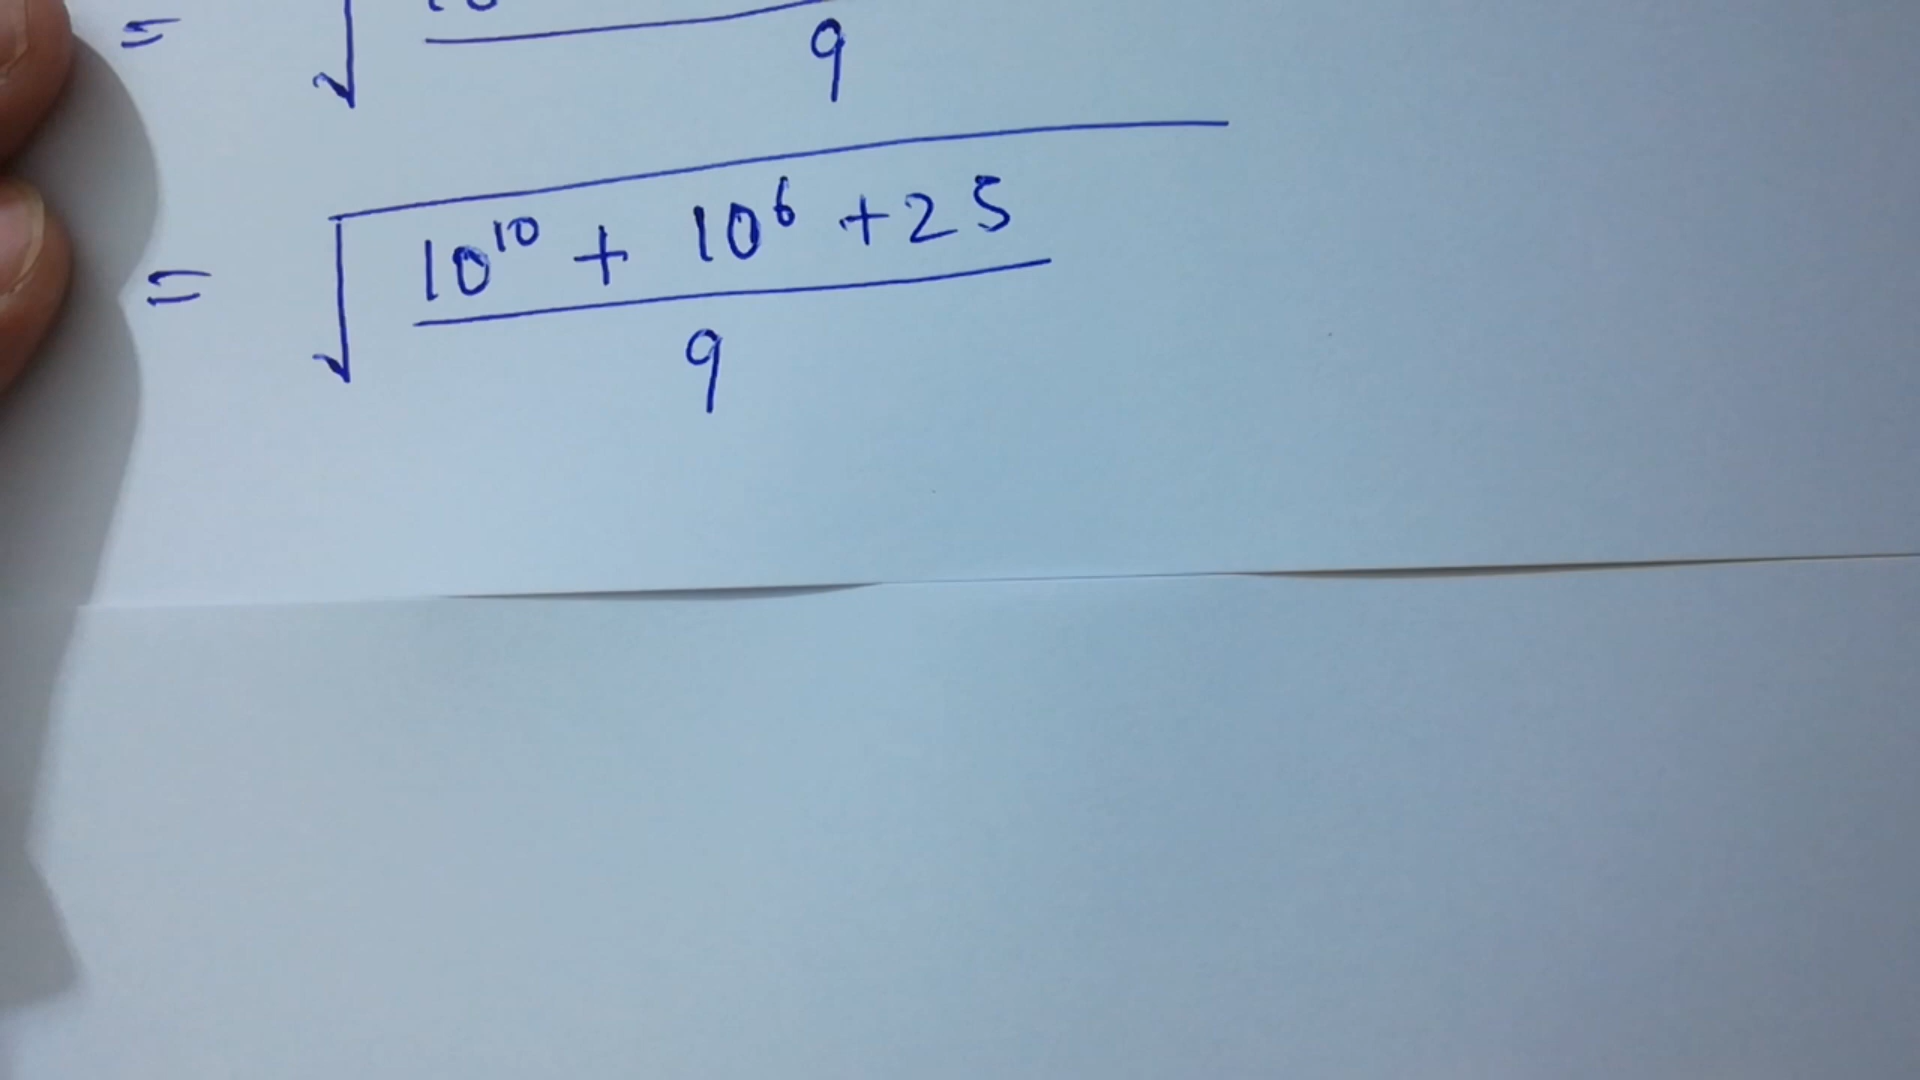 = √ 9
= √ 10¹⁰ + 10⁶ + 25
9